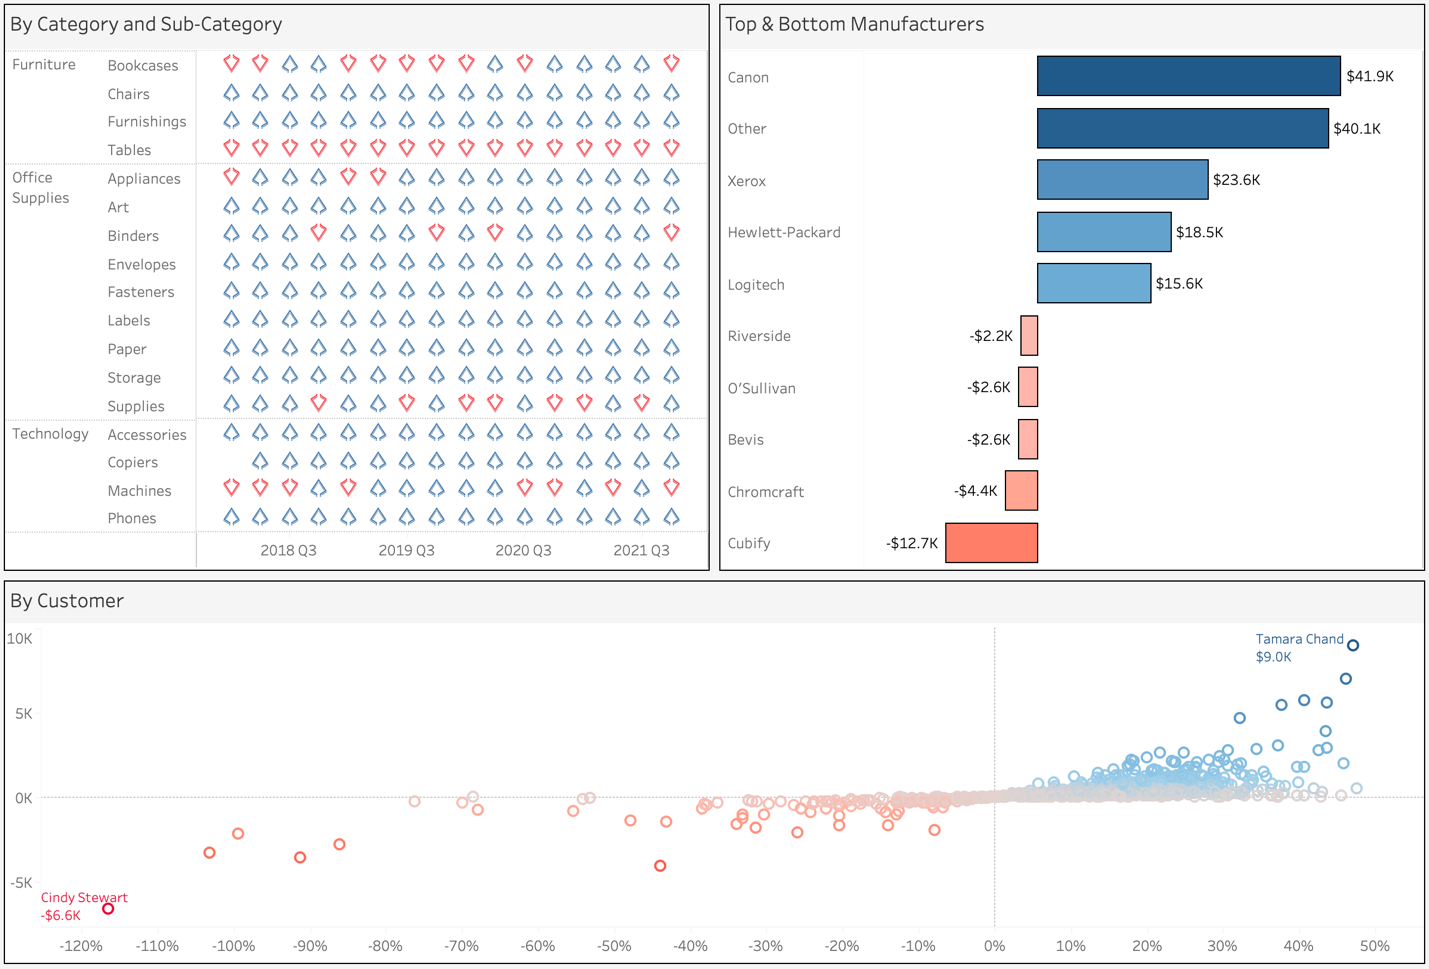 By Category and Sub-Category
Furniture
Bookcases
Chairs
Furnishings
Tables
Office
Supplies
Appliances
Art
Binders
Envelopes
Fasteners
Labels
Paper
Storage
Supplies
Technology
Accessories
Copiers
Machines
Phones
2018 Q3 2019 Q3 2020 Q3 2021 Q3
Top & Bottom Manufacturers
Canon $41.9K
Other $40.1K
Xerox $23.6K
Hewlett-Packard $18.5K
Logitech $15.6K
Riverside -$2.2K
O'Sullivan -$2.6K
Bevis -$2.6K
Chromcraft -$4.4K
Cubify -$12.7K
By Customer
10K
5K
0K
-5K
Tamara Chand
$9.0K
Cindy Stewart
-$6.6K
-120% -110% -100% -90% -80% -70% -60% -50% -40% -30% -20% -10% 0% 10% 20% 30% 40% 50%